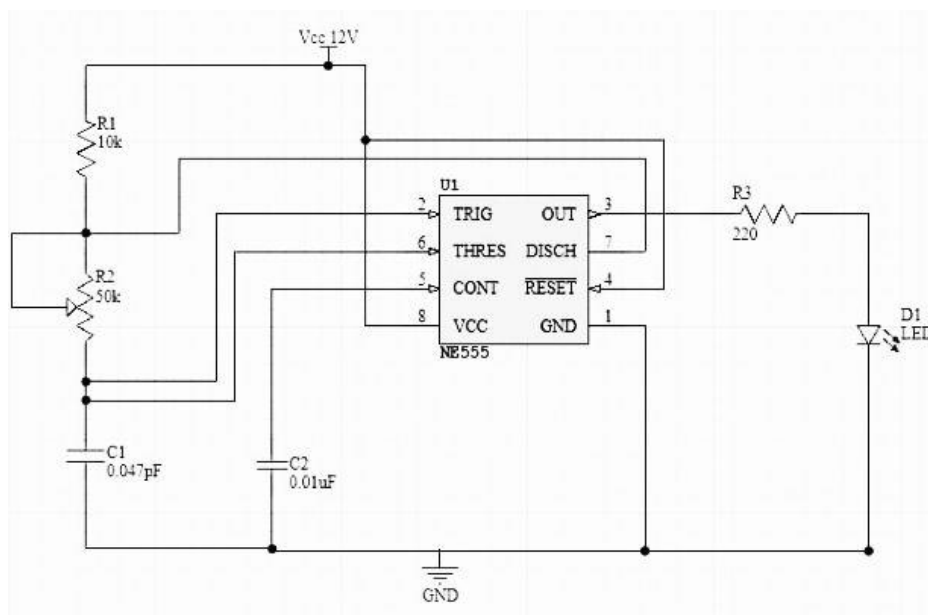 Vcc 12V
R1
10k
U1
2 TRIG OUT 3
6 THRES DISCH 7
5 CONT RESET 4
8 VCC GND 1
NE555
R2
50k
R3
220
D1
LED
C1
0.047pF
C2
0.01uF
GND